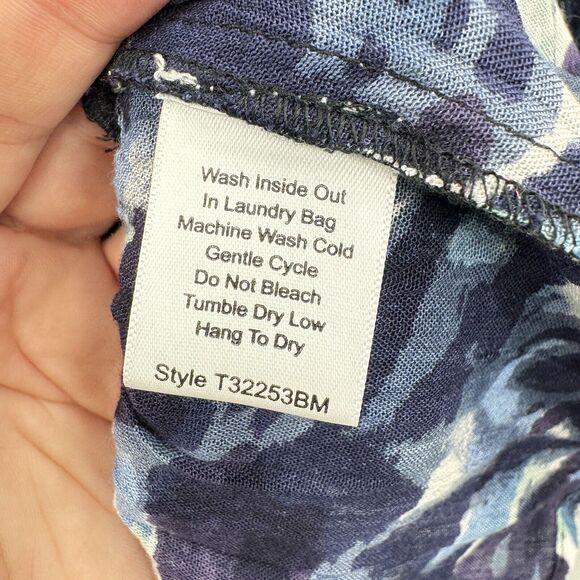 Wash Inside Out
In Laundry Bag
Machine Wash Cold
Gentle Cycle
Do Not Bleach
Tumble Dry Low
Hang To Dry
Style T32253BM